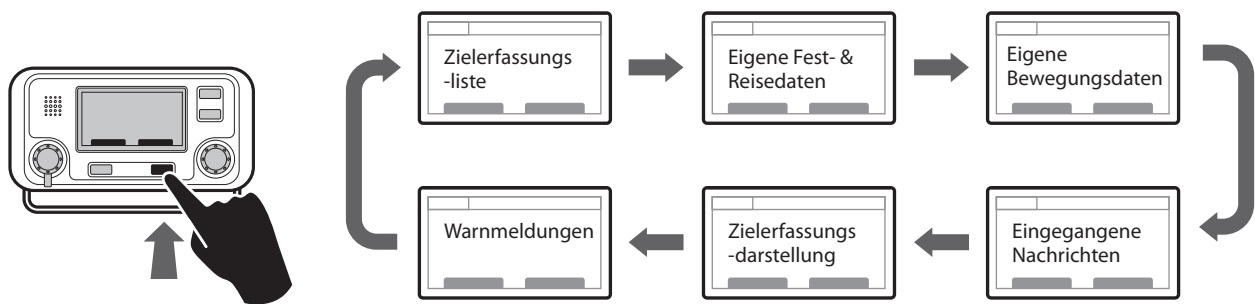 Zielerfassungs
-liste
Eigene Fest- &
Reisedaten
Eigene
Bewegungsdaten
Warnmeldungen
Zielerfassungs
-darstellung
Eingegangene
Nachrichten